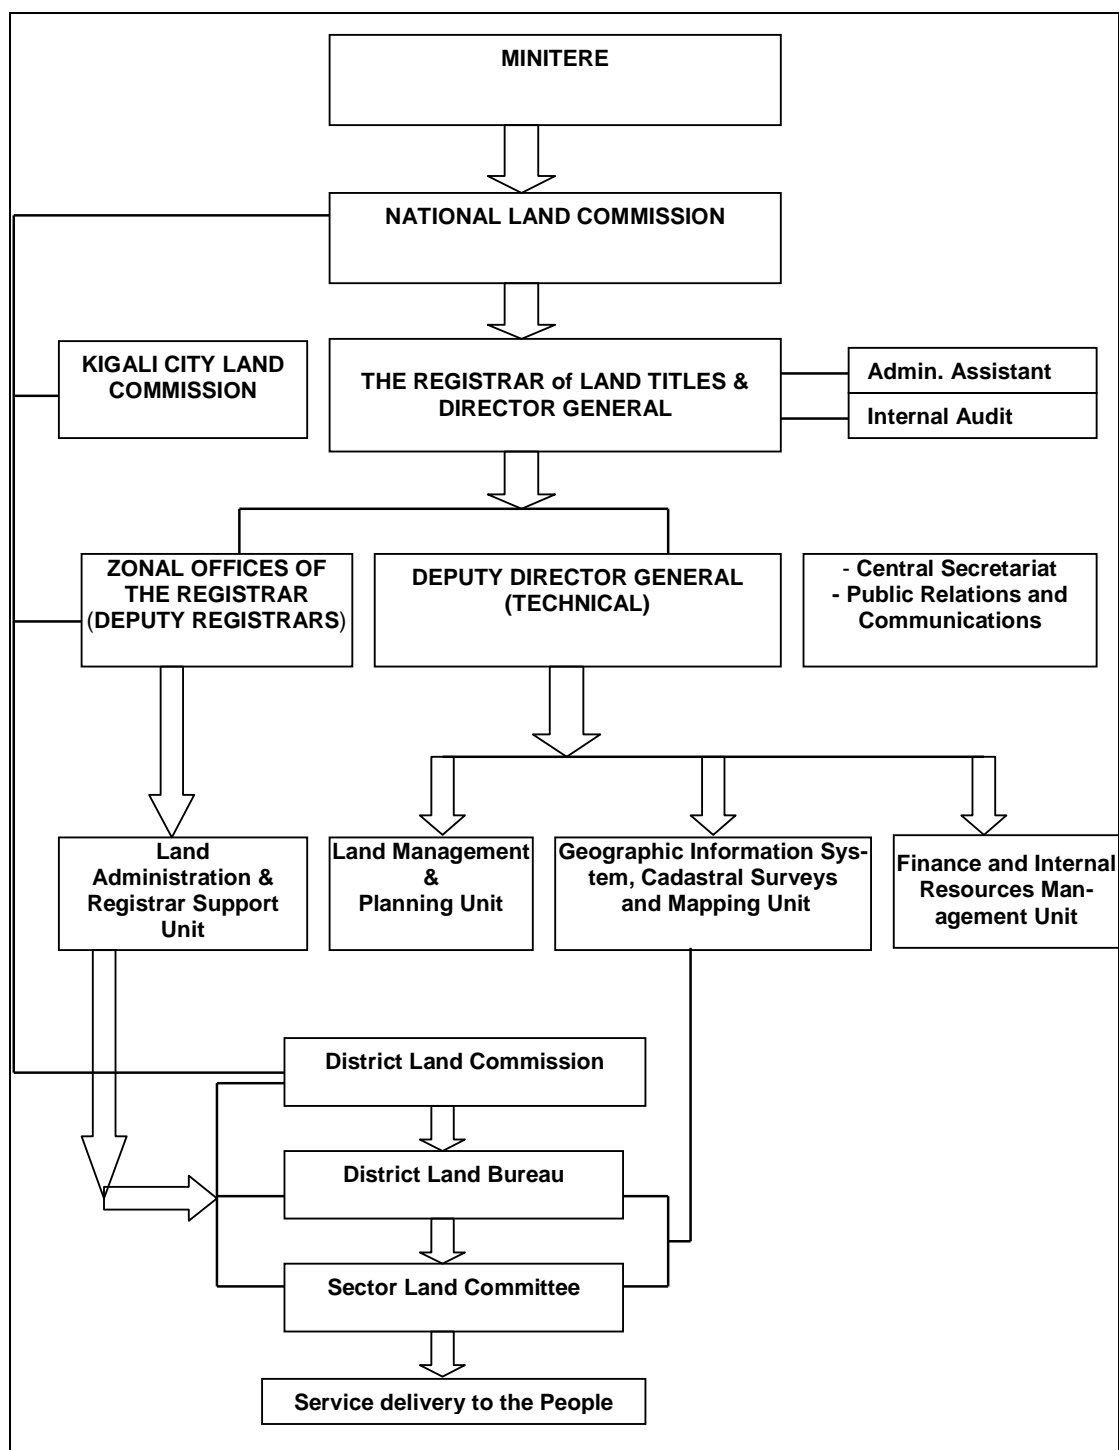 MINITERE
NATIONAL LAND COMMISSION
KIGALI CITY LAND
COMMISSION
THE REGISTRAR of LAND TITLES &
DIRECTOR GENERAL
Admin. Assistant
Internal Audit
ZONAL OFFICES OF
THE REGISTRAR
(DEPUTY REGISTRARS)
DEPUTY DIRECTOR GENERAL
(TECHNICAL)
- Central Secretariat
- Public Relations and
Communications
Land
Administration &
Registrar Support
Unit
Land Management
&
Planning Unit
Geographic Information Sys-
tem, Cadastral Surveys
and Mapping Unit
Finance and Internal
Resources Man-
agement Unit
District Land Commission
District Land Bureau
Sector Land Committee
Service delivery to the People